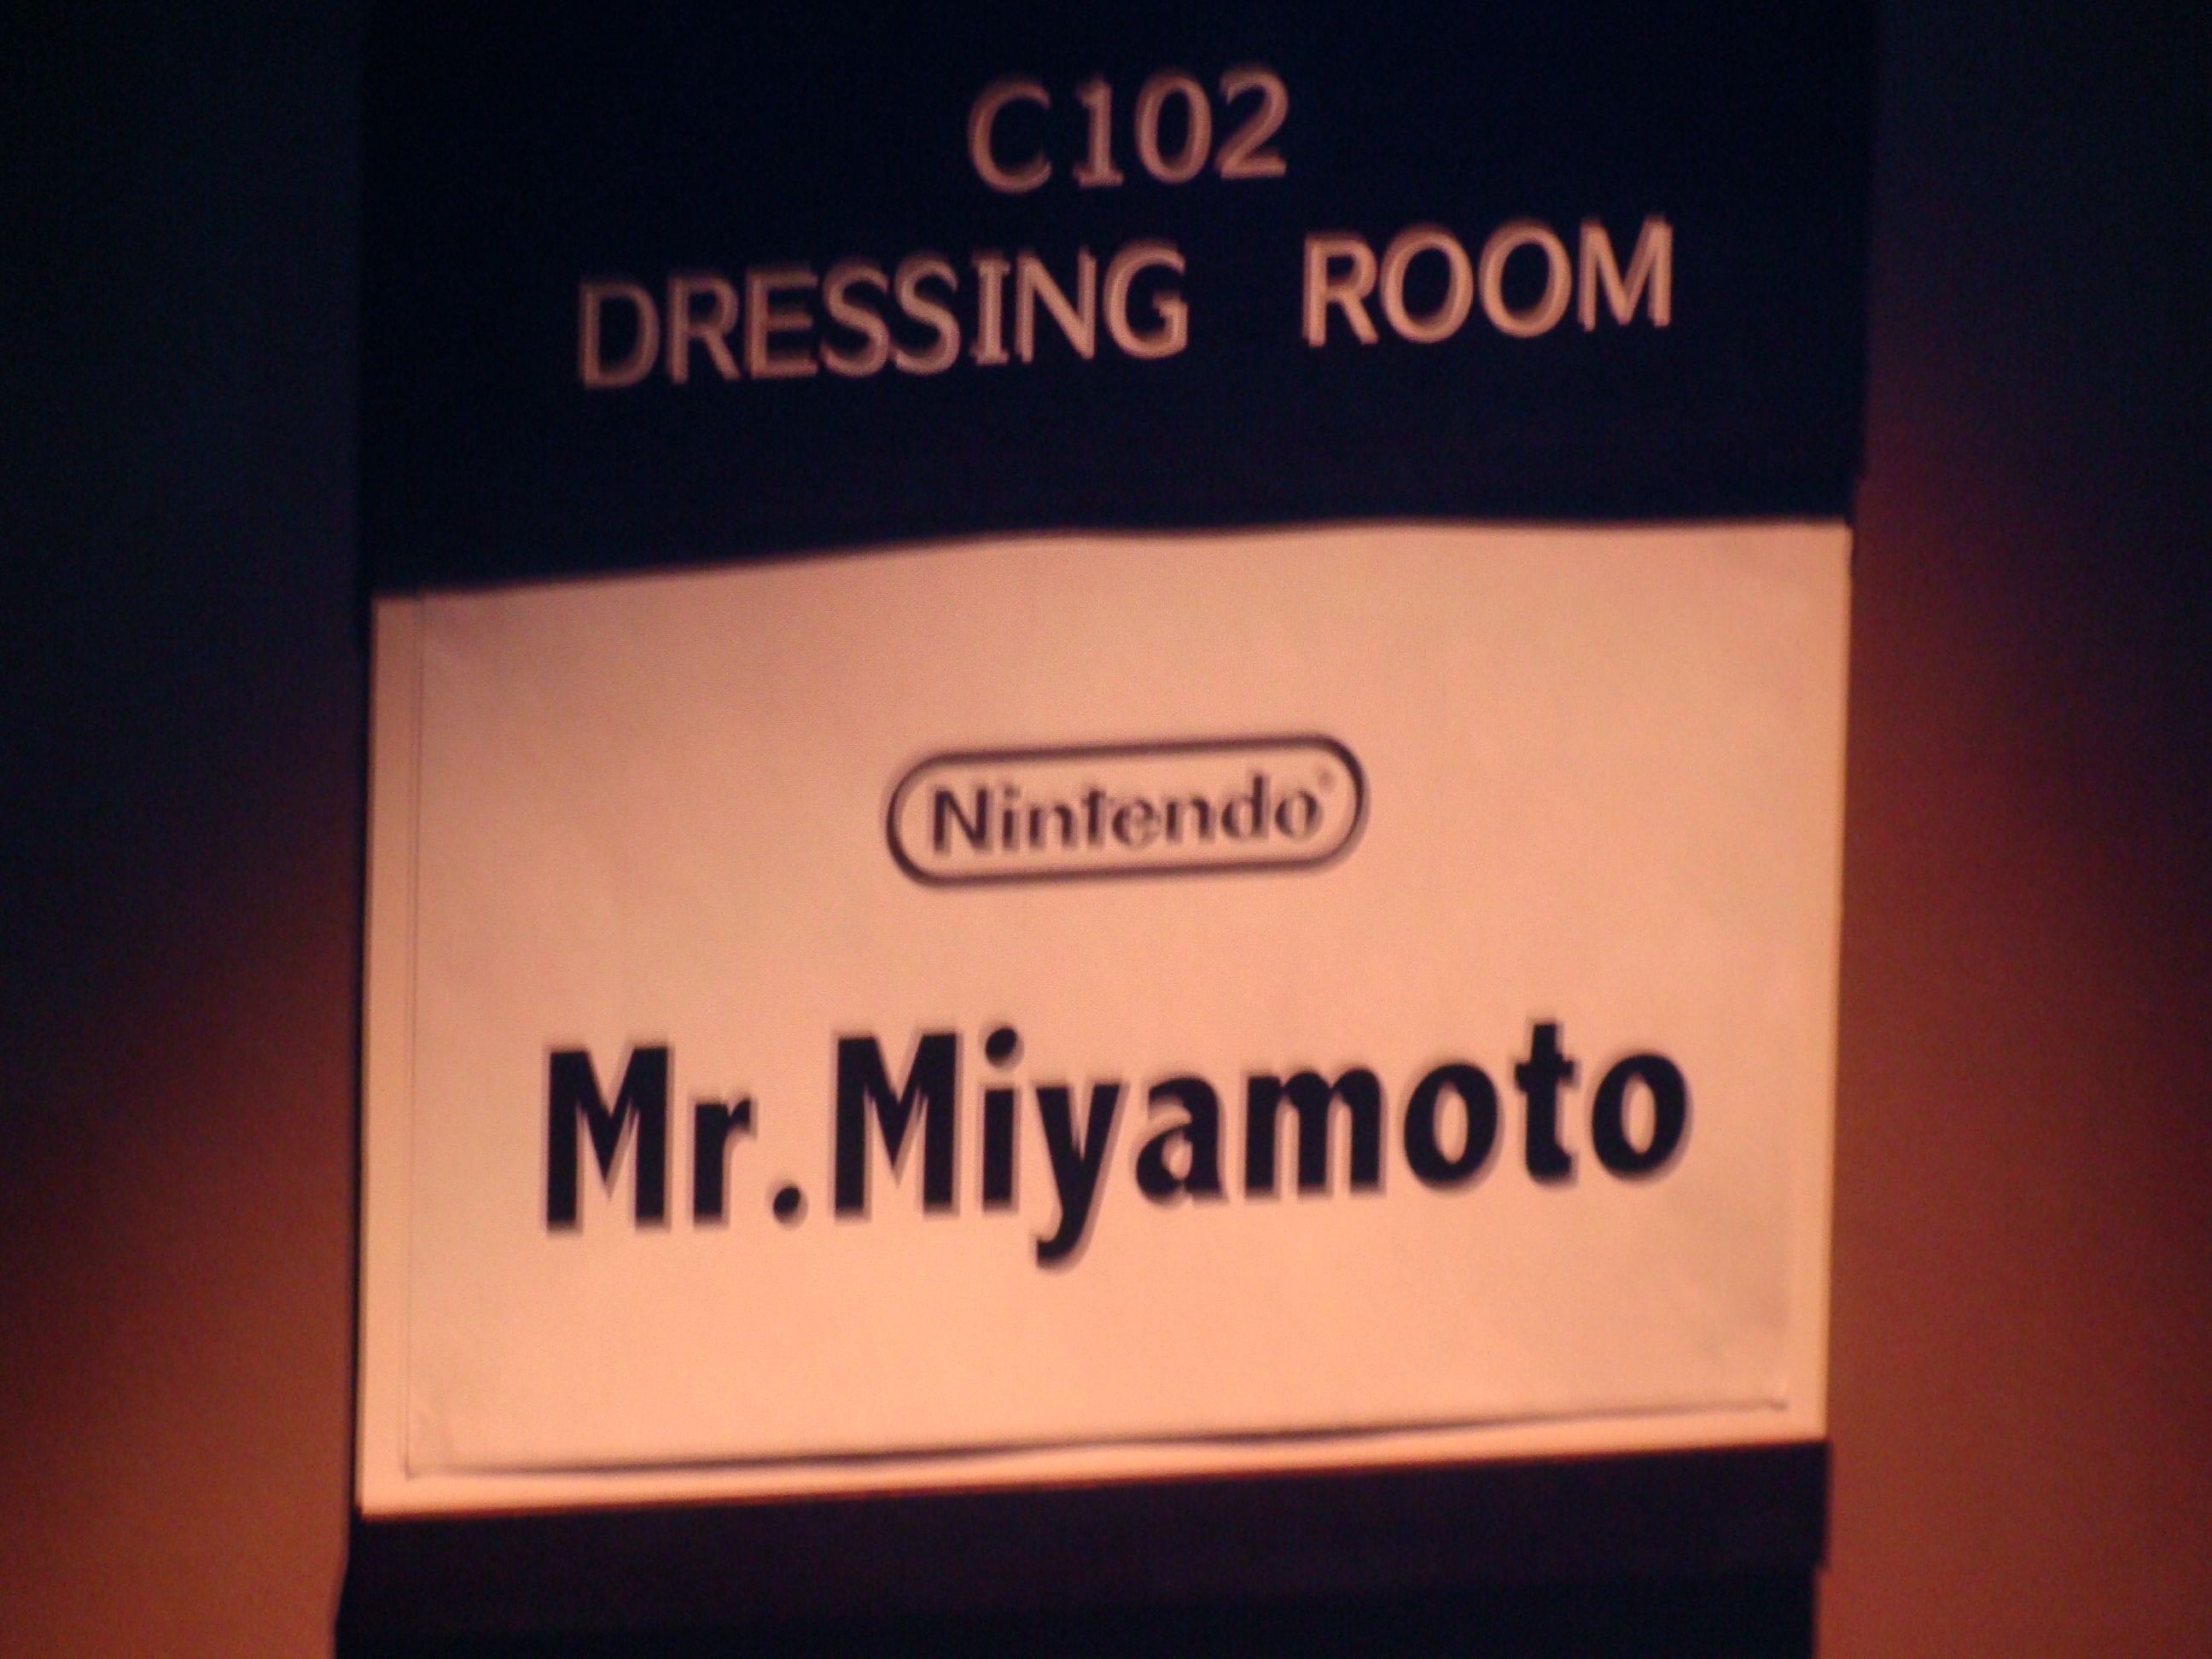 C102
DRESSING ROOM
Nintendo®
Mr.Miyamoto